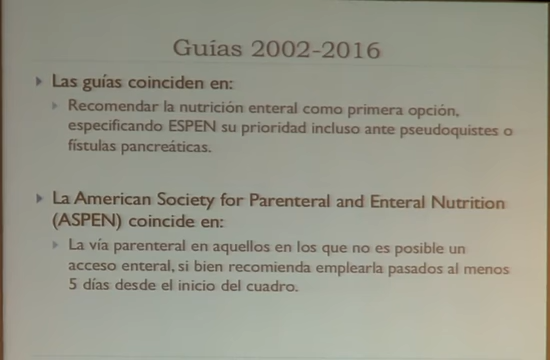 Guías 2002-2016
Las guías coinciden en:
Recomendar la nutrición enteral como primera opción,
especificando ESPEN su prioridad incluso ante pseudoquistes o
fístulas pancreáticas.
La American Society for Parenteral and Enteral Nutrition
(ASPEN) coincide en:
La vía parenteral en aquellos en los que no es posible un
acceso enteral, si bien recomienda emplearla pasados al menos
5 días desde el inicio del cuadro.